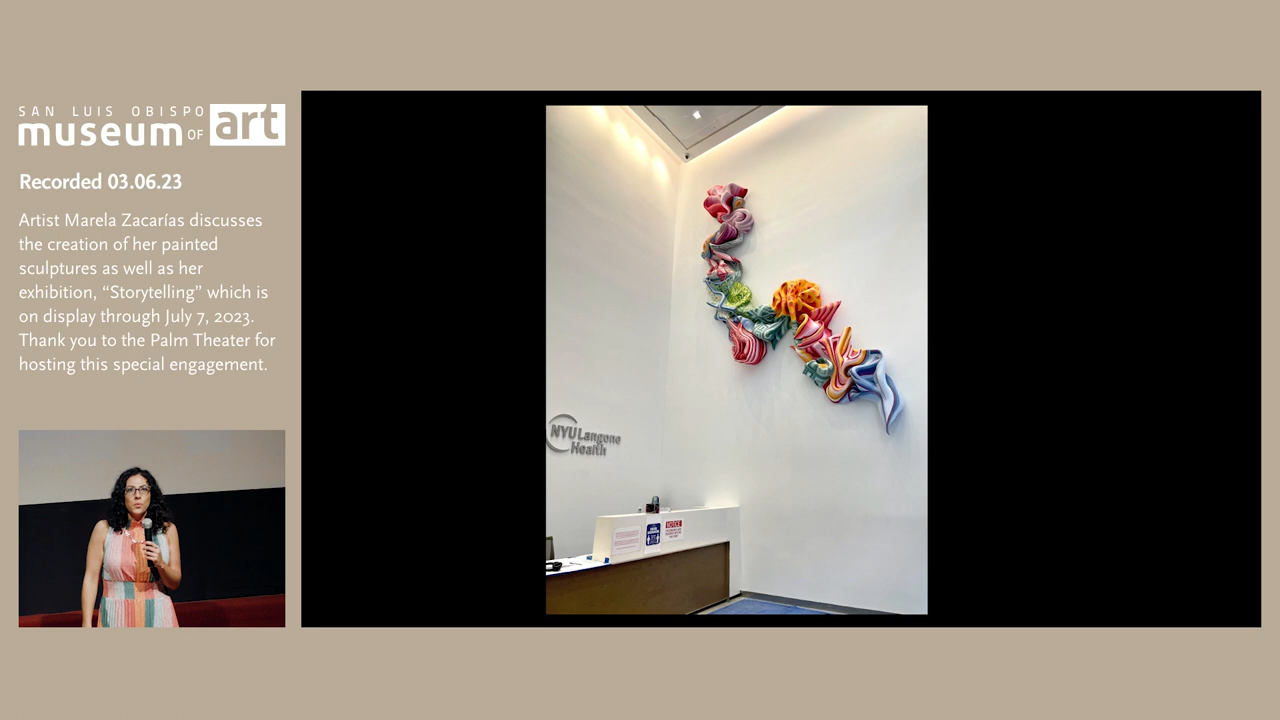 SAN LUIS OBISPO
museum OF art
Recorded 03.06.23
Artist Marela Zacarías discusses
the creation of her painted
sculptures as well as her
exhibition, “Storytelling” which is
on display through July 7, 2023.
Thank you to the Palm Theater for
hosting this special engagement.
NYU Langone
Health
NOTICE